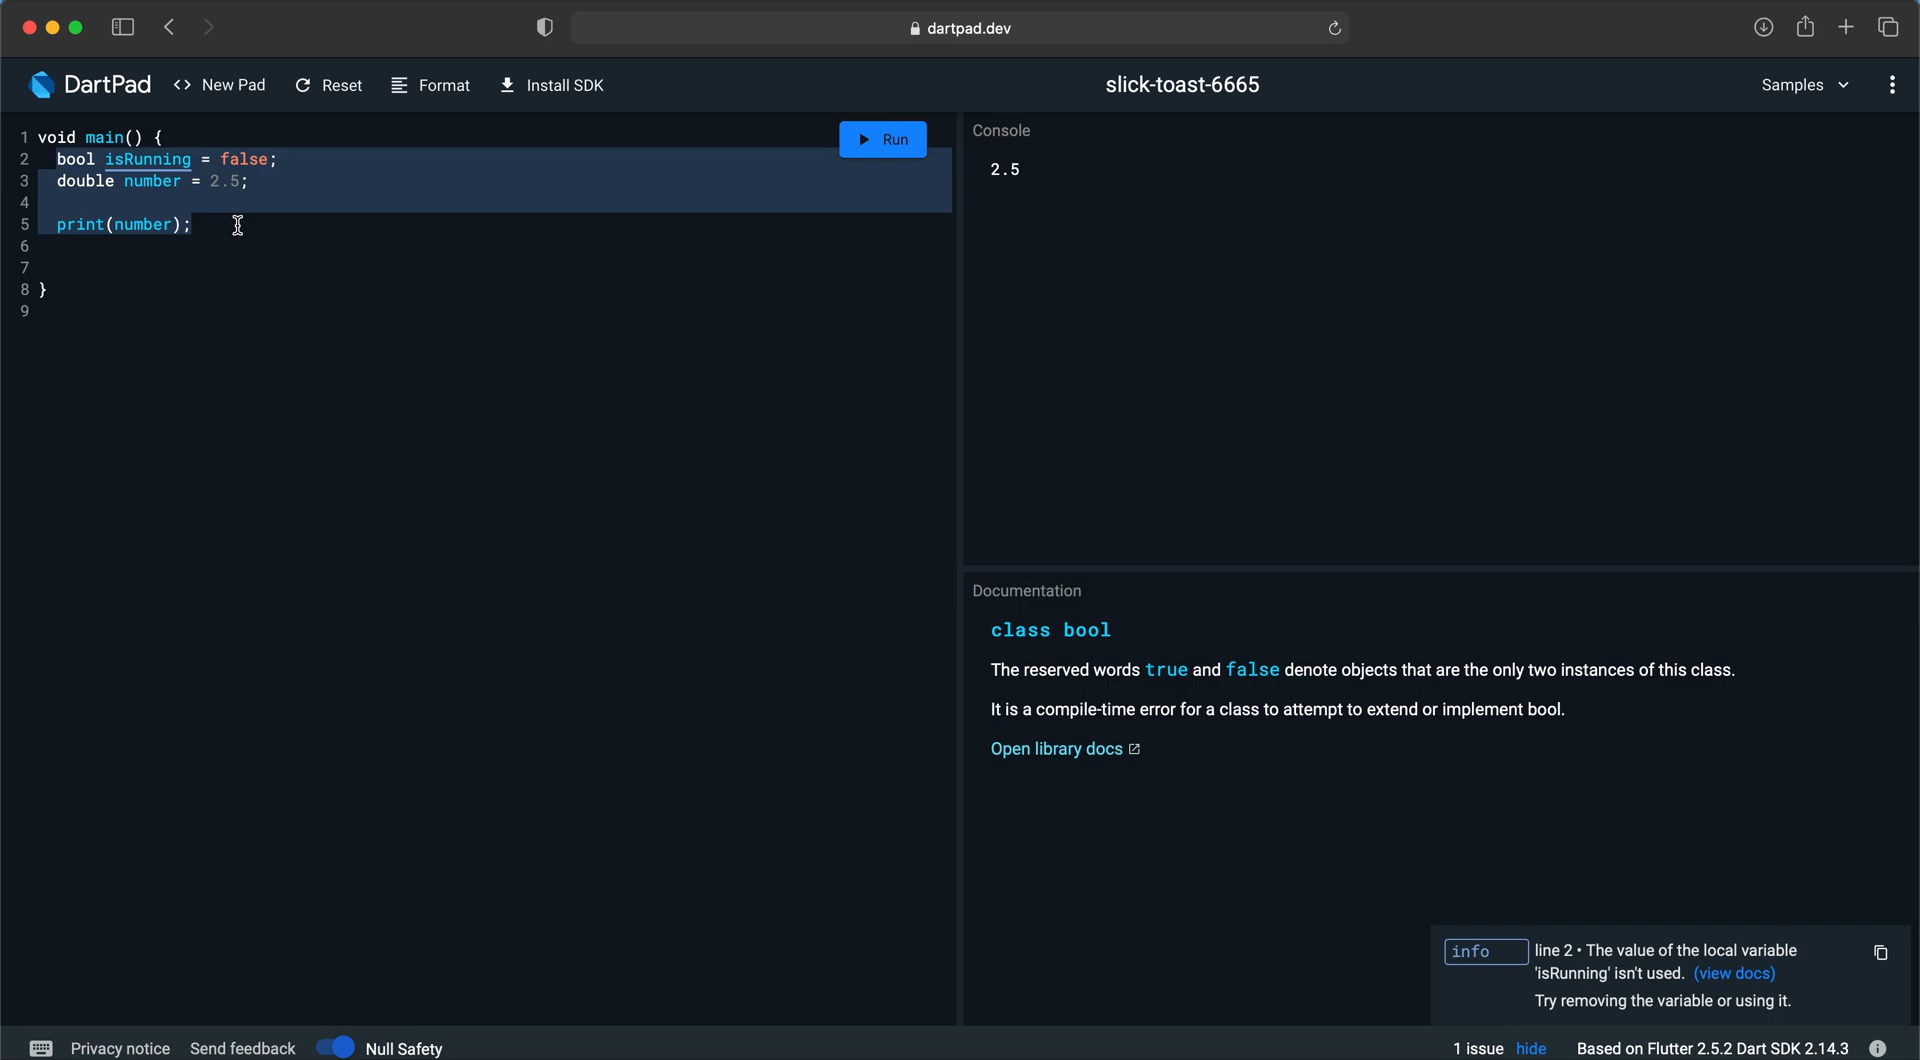 dartpad.dev
DartPad
<> New Pad
Reset
Format
Install SDK
slick-toast-6665
Samples
1 void main() {
2   bool isRunning = false;
3   double number = 2.5;
4
5   print(number);
6
7
8 }
9
Run
Console
2.5
Documentation
class bool
The reserved words true and false denote objects that are the only two instances of this class.
It is a compile-time error for a class to attempt to extend or implement bool.
Open library docs
info
line 2 • The value of the local variable
'isRunning' isn't used. (view docs)
Try removing the variable or using it.
Privacy notice
Send feedback
Null Safety
1 issue hide
Based on Flutter 2.5.2 Dart SDK 2.14.3